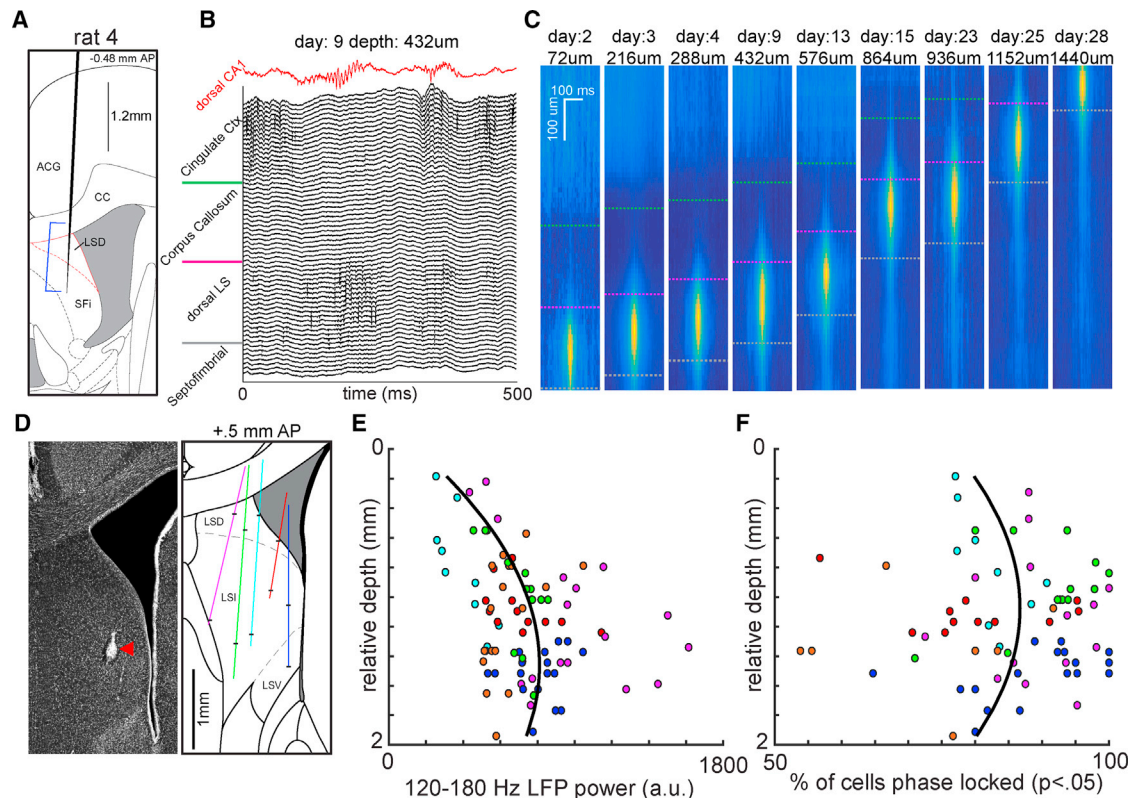 A
rat 4
-0.48 mm AP
1.2mm
ACG
CC
LSD
SFi
B
day: 9 depth: 432um
dorsal CA1
Cingulate Ctx
Corpus Callosum
dorsal LS
Septofimbrial
0
time (ms)
500
C
day:2 day:3 day:4 day:9 day:13 day:15 day:23 day:25 day:28
72um 216um 288um 432um 576um 864um 936um 1152um 1440um
100 ms
100 um
D
+.5 mm AP
LSD
LSI
LSV
1mm
E
0
relative depth (mm)
2
0
1800
120-180 Hz LFP power (a.u.)
F
0
relative depth (mm)
2
50
100
% of cells phase locked (p<.05)